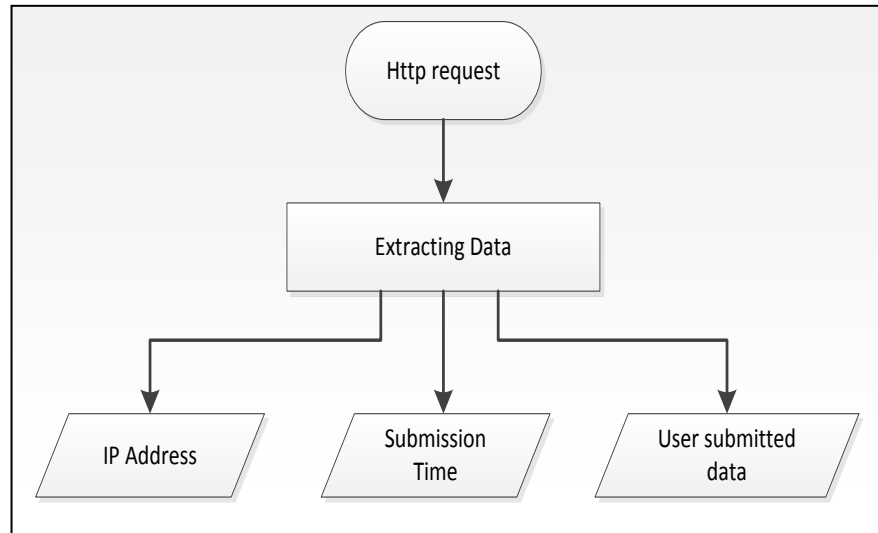 Http request
Extracting Data
IP Address
Submission
Time
User submitted
data